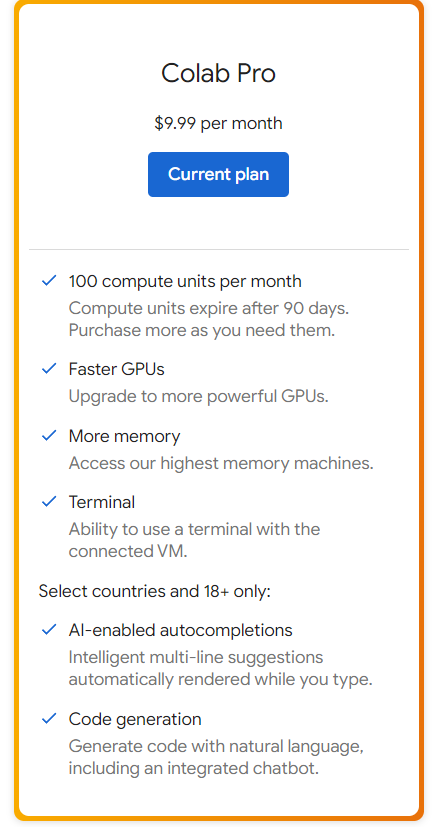 Colab Pro
$9.99 per month
Current plan
100 compute units per month
Compute units expire after 90 days.
Purchase more as you need them.
Faster GPUs
Upgrade to more powerful GPUs.
More memory
Access our highest memory machines.
Terminal
Ability to use a terminal with the
connected VM.
Select countries and 18+ only:
AI-enabled autocompletions
Intelligent multi-line suggestions
automatically rendered while you type.
Code generation
Generate code with natural language,
including an integrated chatbot.